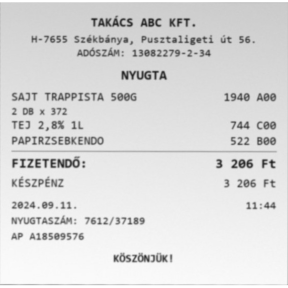 TAKÁCS ABC KFT.
H-7655 Székbánya, Pusztaligeti út 56.
ADÓSZÁM: 13082279-2-34
NYUGTA
SAJT TRAPPISTA 500G 1940 A00
2 DB x 372
TEJ 2,8% 1L 744 C00
PAPIRZSEBKENDO 522 B00
FIZETENDŐ: 3 206 Ft
KÉSZPÉNZ 3 206 Ft
2024.09.11. 11:44
NYUGTASZÁM: 7612/37189
AP A18509576
KÖSZÖNJÜK!